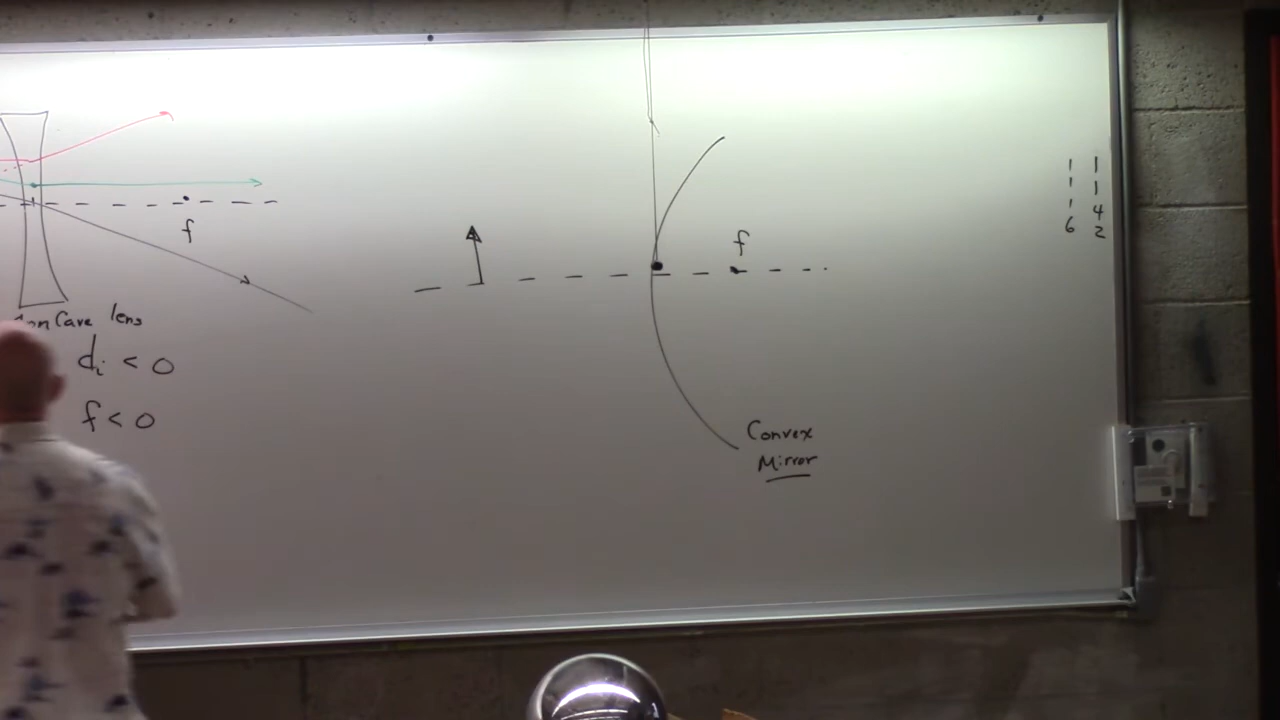 f
Concave lens
di < 0
f < 0
f
Convex
Mirror
1 1
1 1
1 4
6 2